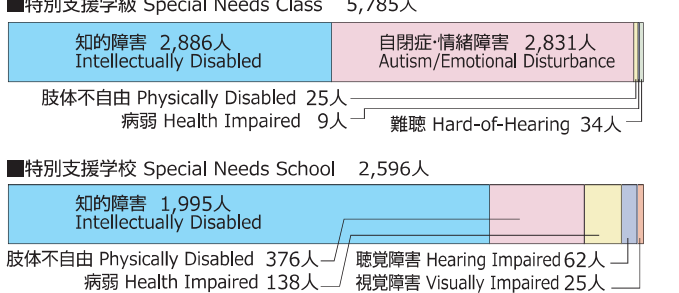 ■特別支援学級 Special Needs Class 5,785人
知的障害 2,886人
Intellectually Disabled
自閉症･情緒障害 2,831人
Autism/Emotional Disturbance
肢体不自由 Physically Disabled 25人
病弱 Health Impaired 9人
難聴 Hard-of-Hearing 34人
■特別支援学校 Special Needs School 2,596人
知的障害 1,995人
Intellectually Disabled
肢体不自由 Physically Disabled 376人
聴覚障害 Hearing Impaired 62人
病弱 Health Impaired 138人
視覚障害 Visually Impaired 25人